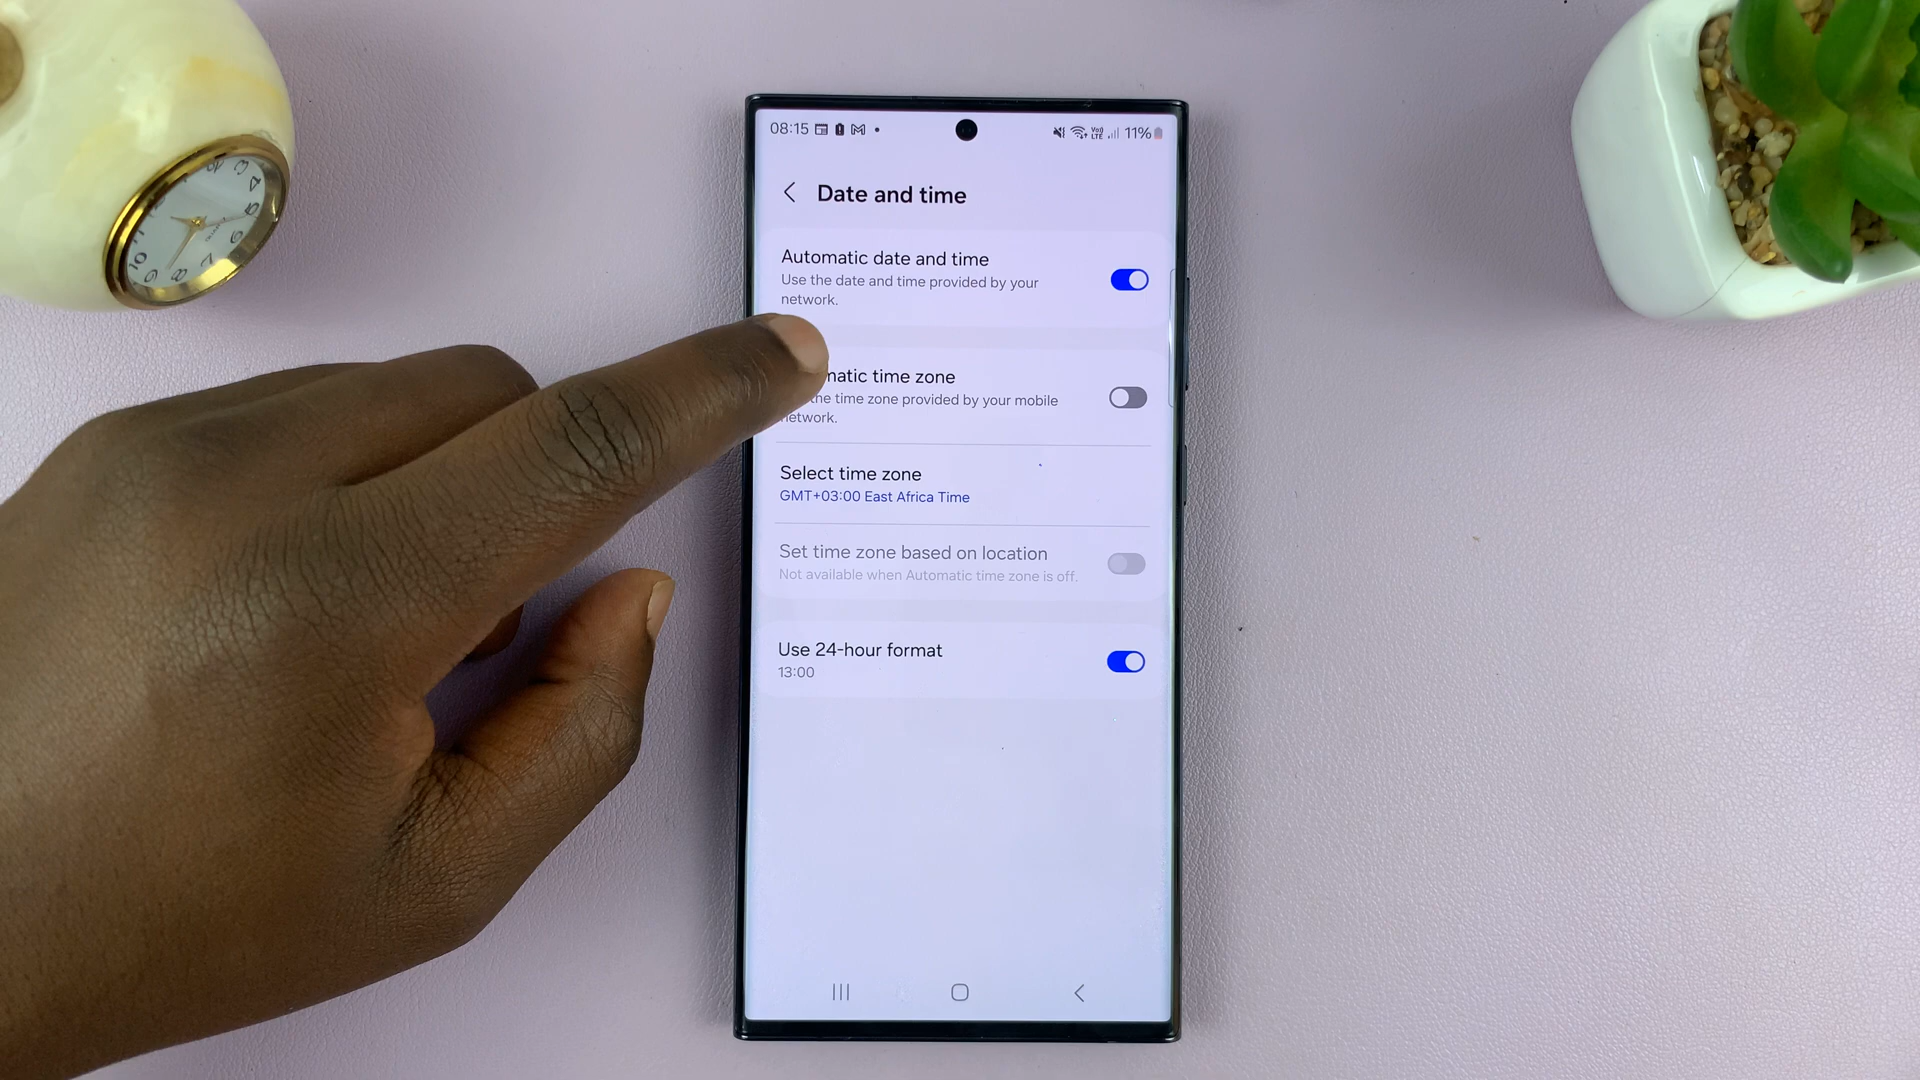 08:15 11%
Date and time
Automatic date and time
Use the date and time provided by your
network.
time zone
the time zone provided by your mobile
network.
Select time zone
GMT+03:00 East Africa Time
Set time zone based on location
Not available when Automatic time zone is off.
Use 24-hour format
13:00